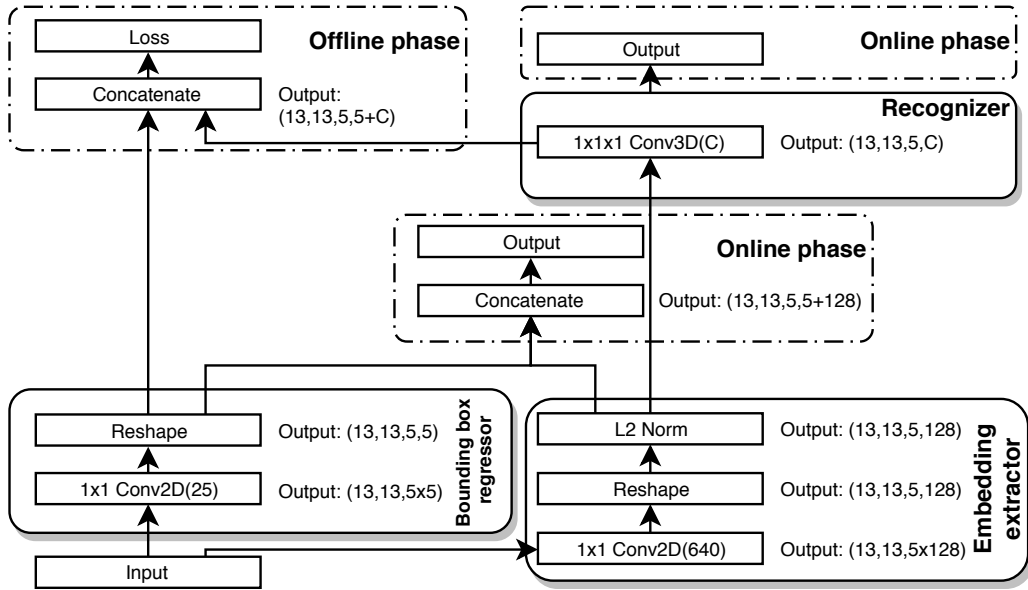 Loss
Offline phase
Concatenate
Output:
(13,13,5,5+C)
Output
Online phase
Recognizer
1x1x1 Conv3D(C)
Output: (13,13,5,C)
Output
Online phase
Concatenate
Output: (13,13,5,5+128)
Reshape
Output: (13,13,5,5)
1x1 Conv2D(25)
Output: (13,13,5x5)
Bounding box
regressor
Input
L2 Norm
Output: (13,13,5,128)
Reshape
Output: (13,13,5,128)
1x1 Conv2D(640)
Output: (13,13,5x128)
Embedding
extractor